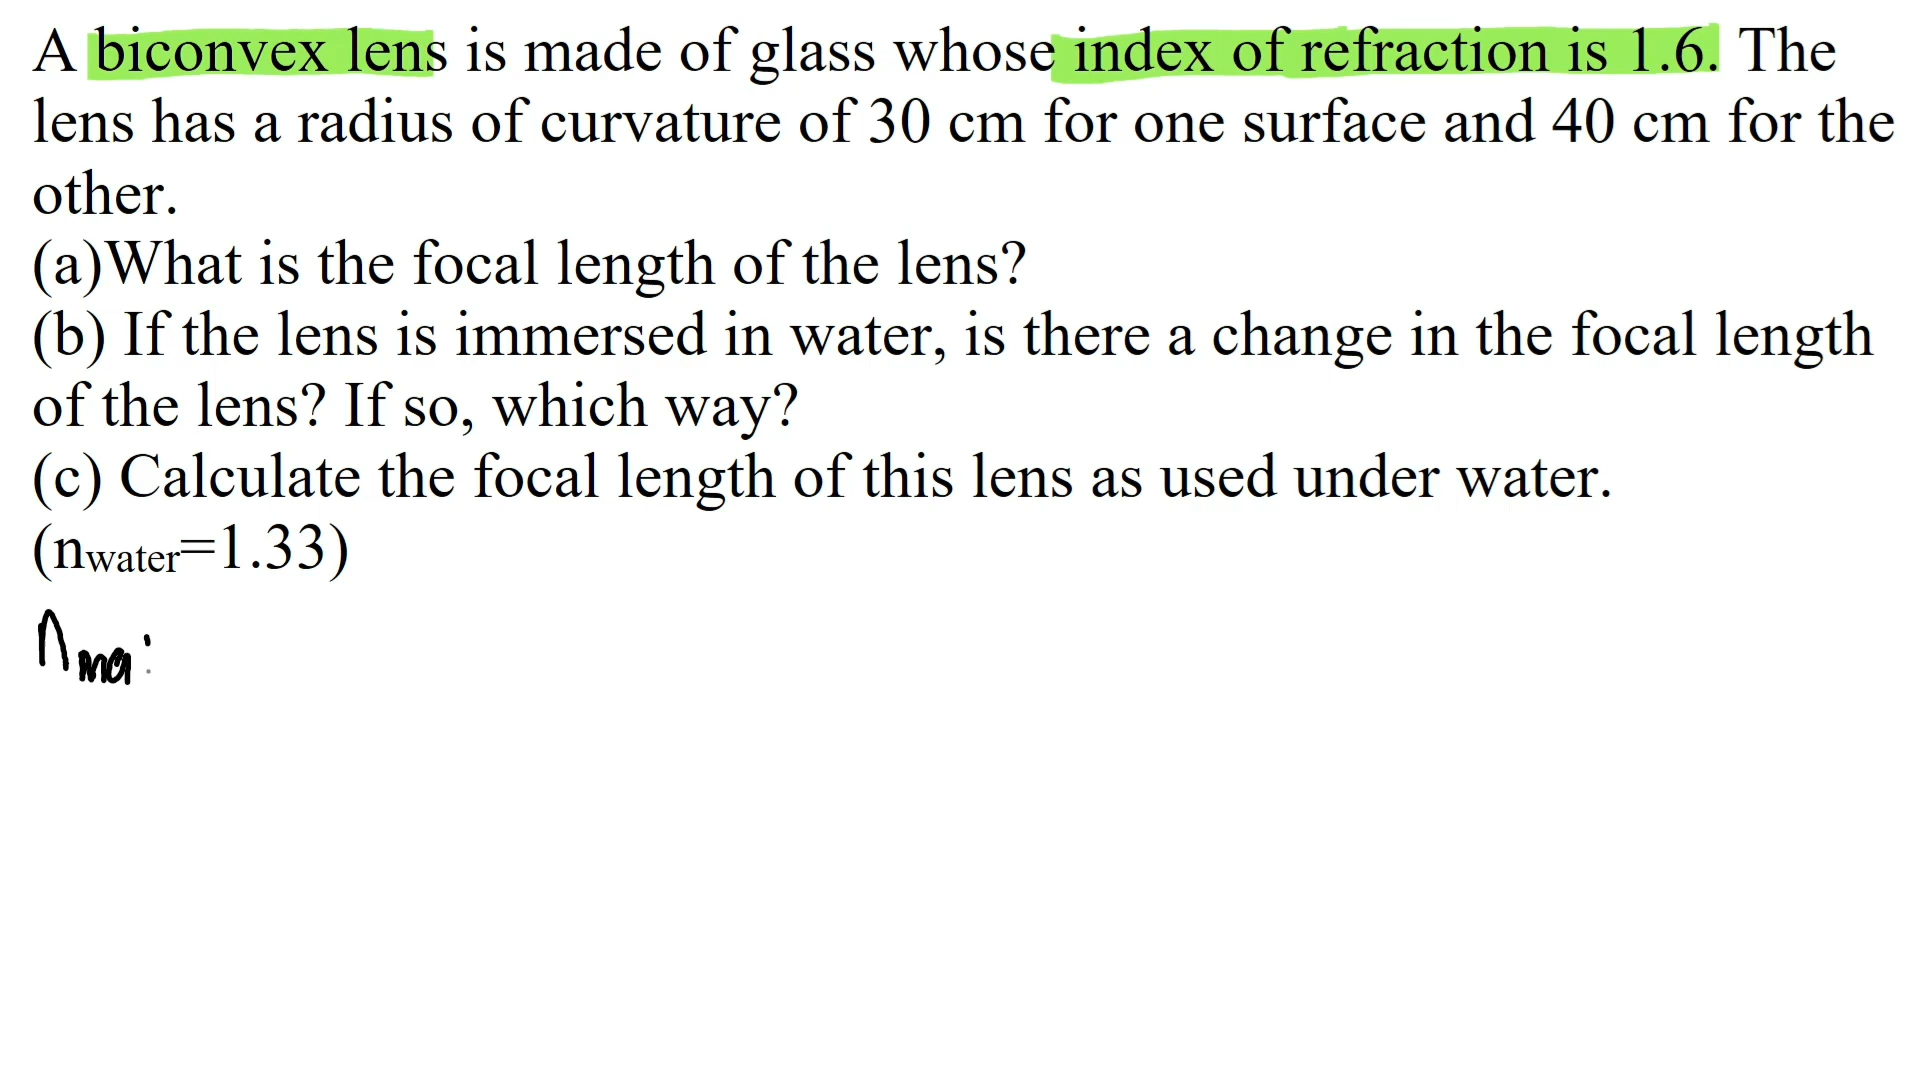 A biconvex lens is made of glass whose index of refraction is 1.6. The
lens has a radius of curvature of 30 cm for one surface and 40 cm for the
other.
(a)What is the focal length of the lens?
(b) If the lens is immersed in water, is there a change in the focal length
of the lens? If so, which way?
(c) Calculate the focal length of this lens as used under water.
(nwater=1.33)